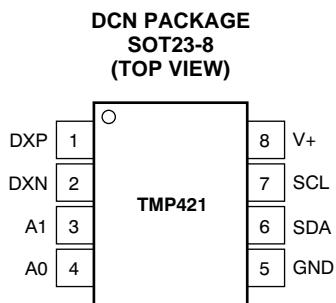 DCN PACKAGE
SOT23-8
(TOP VIEW)
DXP 1 8 V+
DXN 2 7 SCL
TMP421
A1 3 6 SDA
A0 4 5 GND